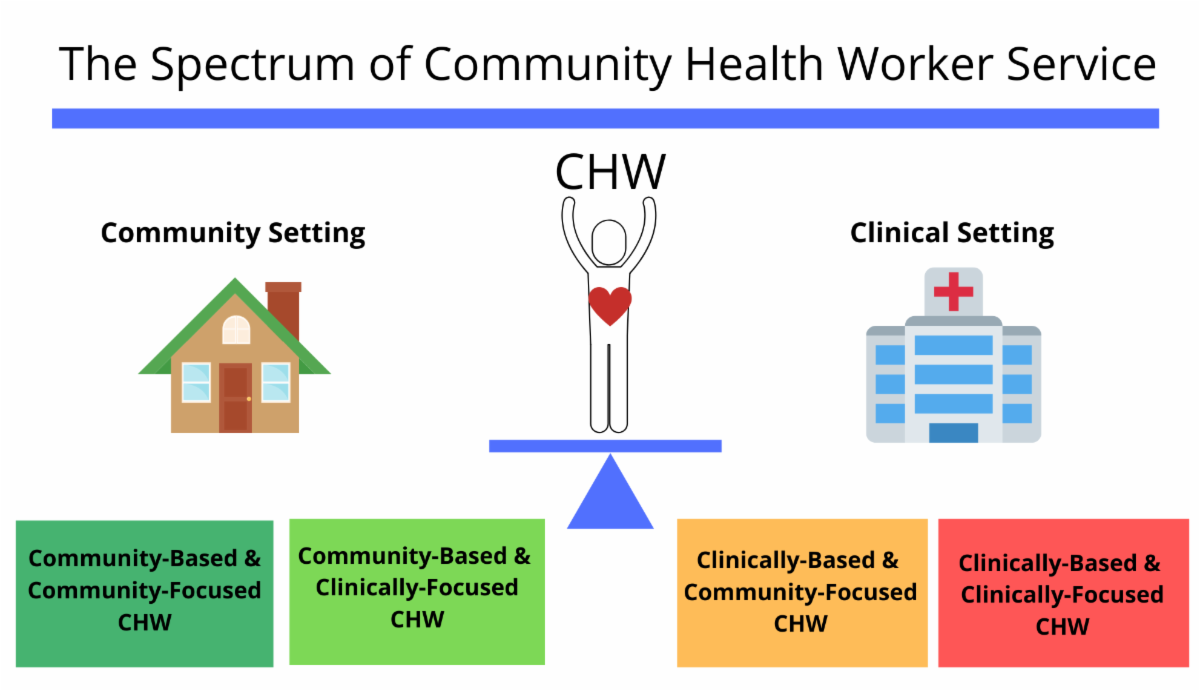 The Spectrum of Community Health Worker Service
CHW
Community Setting
Clinical Setting
Community-Based &
Community-Focused
CHW
Community-Based &
Clinically-Focused
CHW
Clinically-Based &
Community-Focused
CHW
Clinically-Based &
Clinically-Focused
CHW